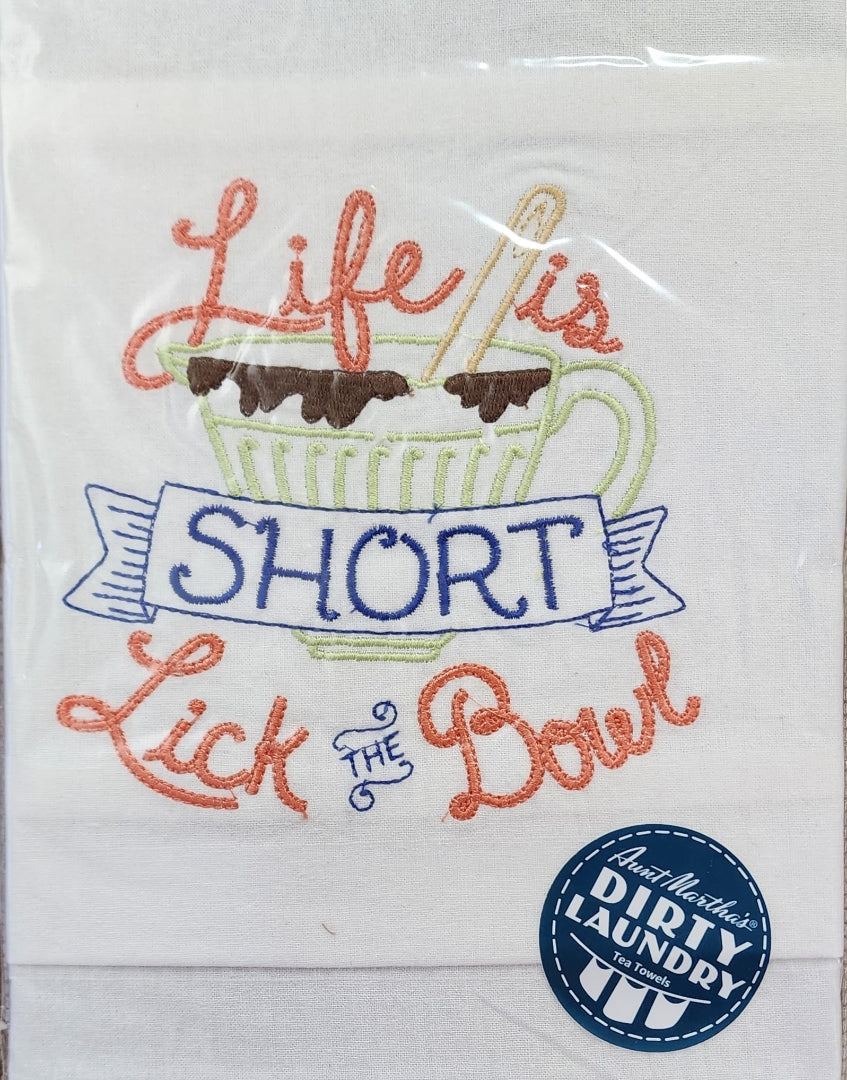 Life is
SHORT
Lick THE Bowl
Aunt Martha's®
DIRTY
LAUNDRY
Tea Towels